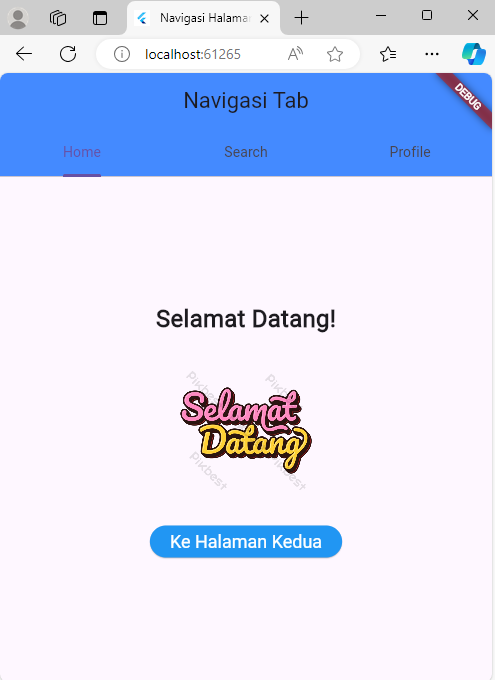 Navigasi Halaman
localhost:61265
Navigasi Tab
DEBUG
Home
Search
Profile
Selamat Datang!
Pikbest
Pikbest
Selamat
Datang
Pikbest
Pikbest
Ke Halaman Kedua